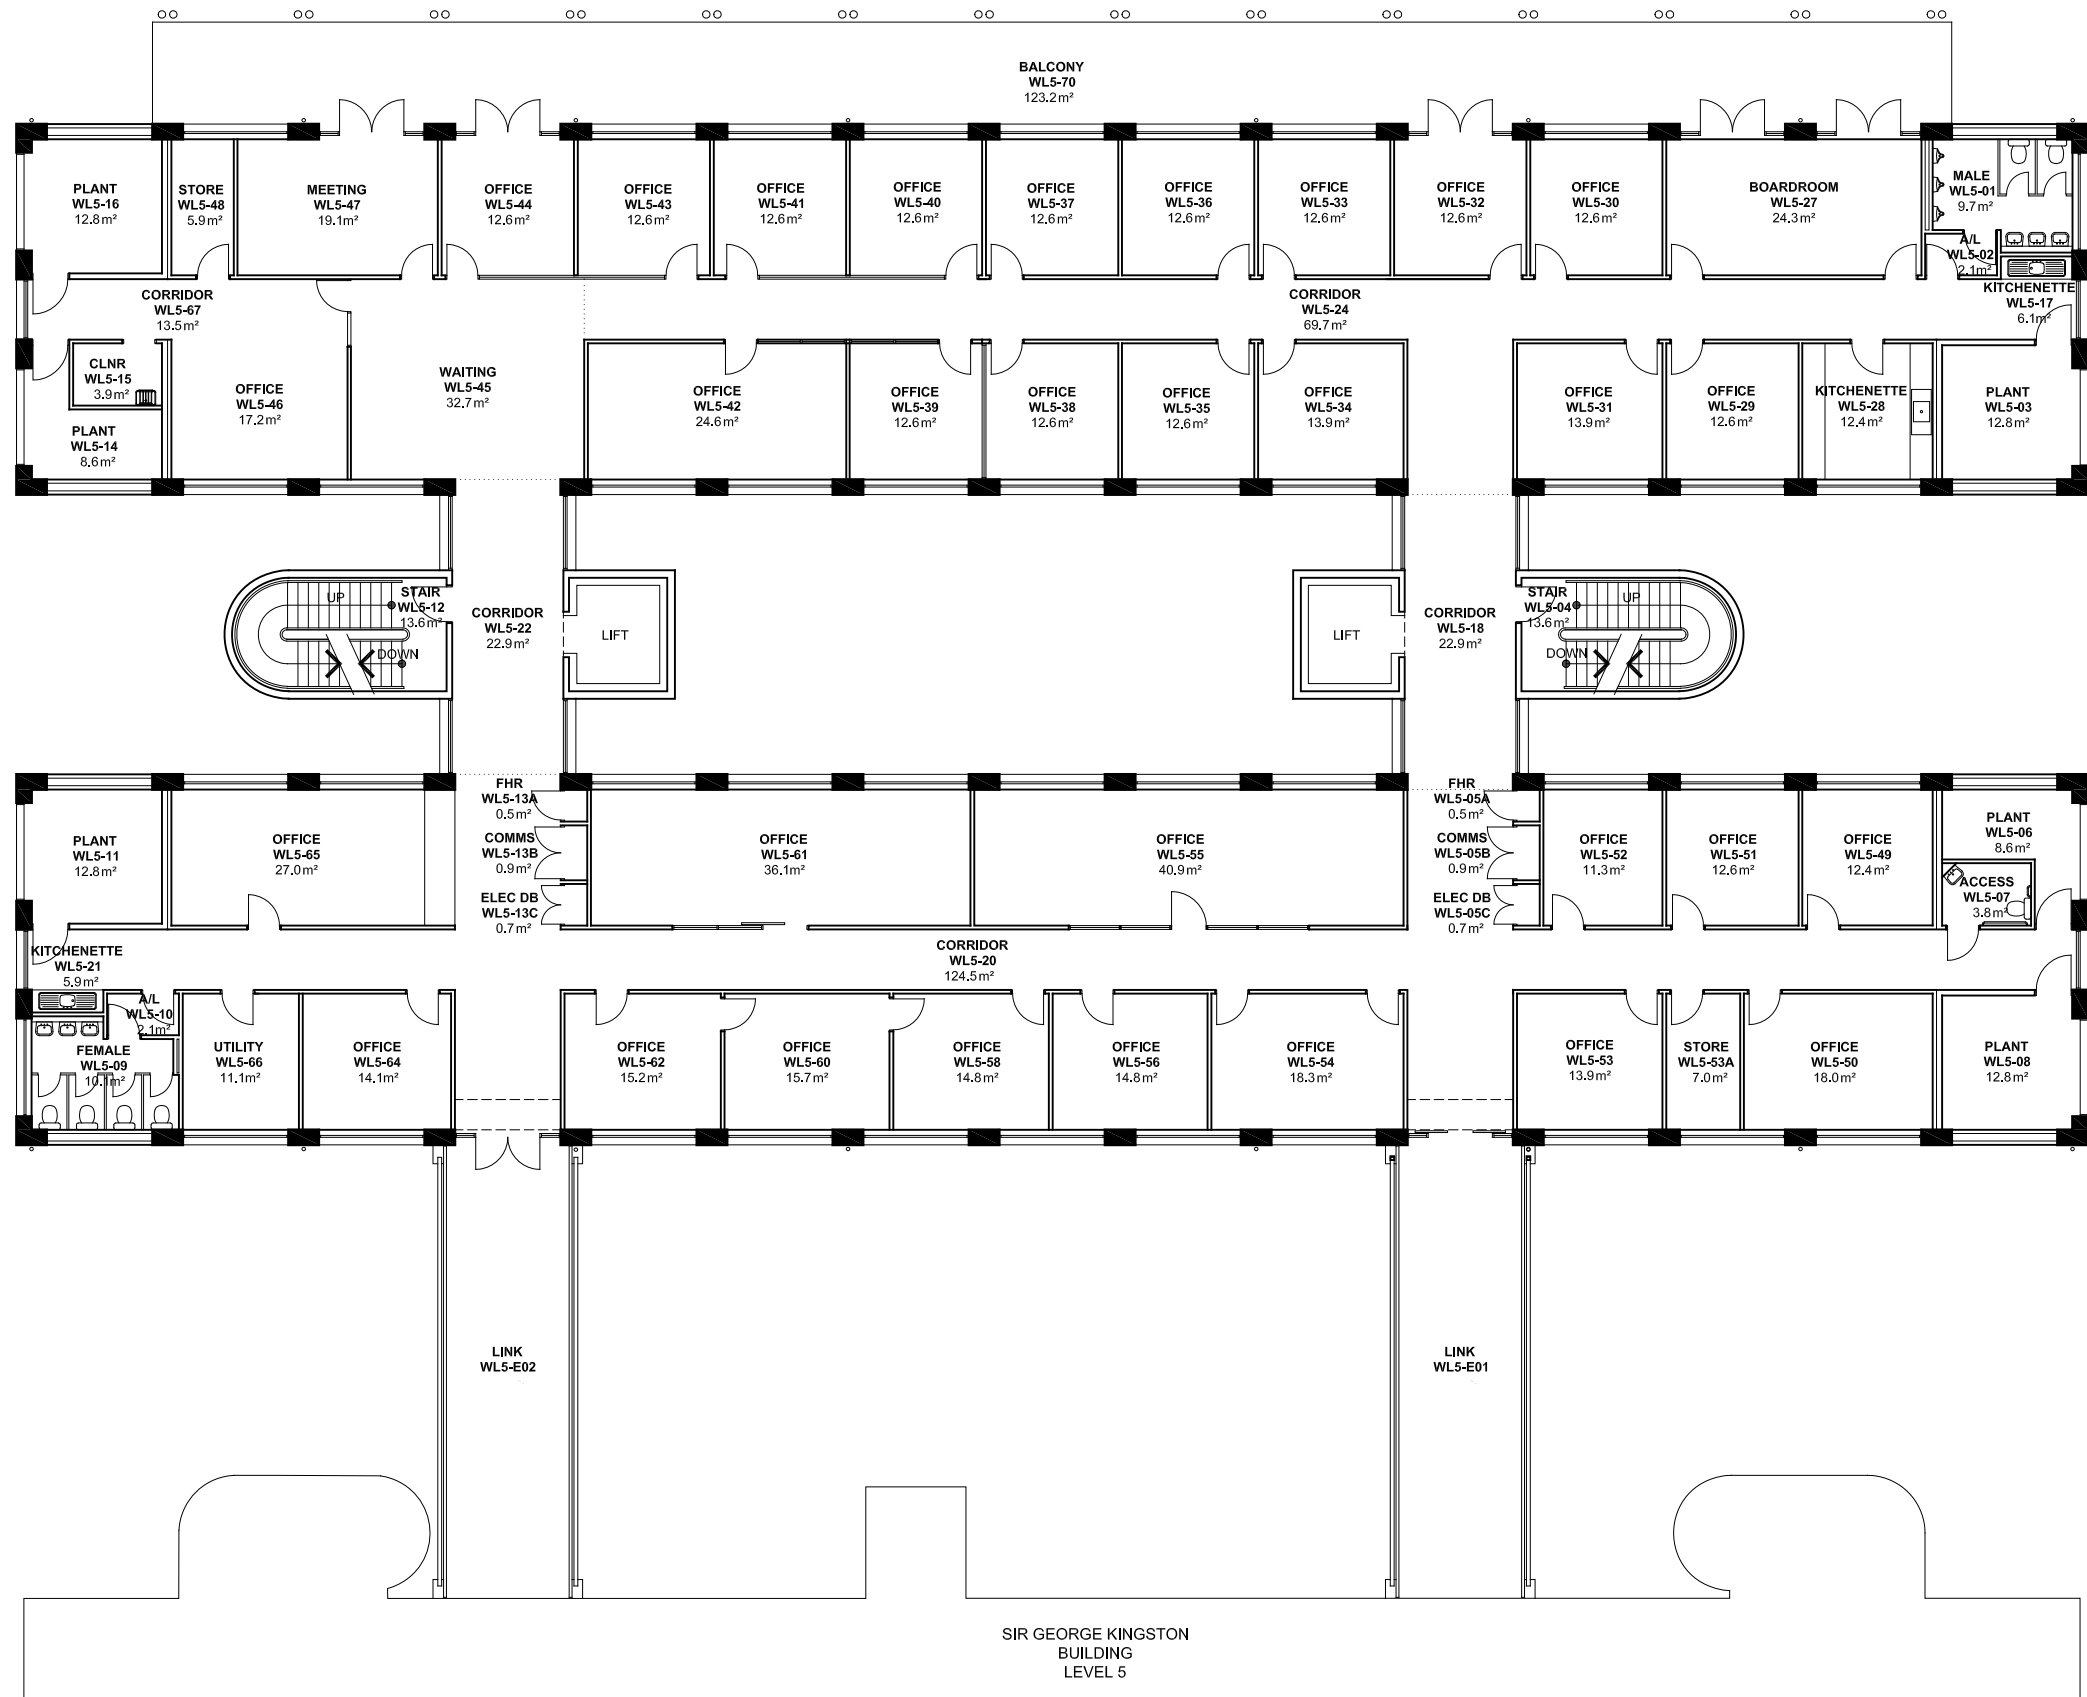 BALCONY
WL5-70
123.2m²
PLANT
WL5-16
12.8m²
STORE
WL5-48
5.9m²
MEETING
WL5-47
19.1m²
OFFICE
WL5-44
12.6m²
OFFICE
WL5-43
12.6m²
OFFICE
WL5-41
12.6m²
OFFICE
WL5-40
12.6m²
OFFICE
WL5-37
12.6m²
OFFICE
WL5-36
12.6m²
OFFICE
WL5-33
12.6m²
OFFICE
WL5-32
12.6m²
OFFICE
WL5-30
12.6m²
BOARDROOM
WL5-27
24.3m²
MALE
WL5-01
9.7m²
A/L
WL5-02
2.1m²
CORRIDOR
WL5-67
13.5m²
CORRIDOR
WL5-24
69.7m²
KITCHENETTE
WL5-17
6.1m²
CLNR
WL5-15
3.9m²
PLANT
WL5-14
8.6m²
OFFICE
WL5-46
17.2m²
WAITING
WL5-45
32.7m²
OFFICE
WL5-42
24.6m²
OFFICE
WL5-39
12.6m²
OFFICE
WL5-38
12.6m²
OFFICE
WL5-35
12.6m²
OFFICE
WL5-34
13.9m²
OFFICE
WL5-31
13.9m²
OFFICE
WL5-29
12.6m²
KITCHENETTE
WL5-28
12.4m²
PLANT
WL5-03
12.8m²
UP
DOWN
STAIR
WL5-12
13.6m²
CORRIDOR
WL5-22
22.9m²
LIFT
LIFT
CORRIDOR
WL5-18
22.9m²
STAIR
WL5-04
13.6m²
UP
DOWN
PLANT
WL5-11
12.8m²
OFFICE
WL5-65
27.0m²
FHR
WL5-13A
0.5m²
COMMS
WL5-13B
0.9m²
ELEC DB
WL5-13C
0.7m²
OFFICE
WL5-61
36.1m²
OFFICE
WL5-55
40.9m²
FHR
WL5-05A
0.5m²
COMMS
WL5-05B
0.9m²
ELEC DB
WL5-05C
0.7m²
OFFICE
WL5-52
11.3m²
OFFICE
WL5-51
12.6m²
OFFICE
WL5-49
12.4m²
PLANT
WL5-06
8.6m²
ACCESS
WL5-07
3.8m²
KITCHENETTE
WL5-21
5.9m²
CORRIDOR
WL5-20
124.5m²
A/L
WL5-10
2.1m²
FEMALE
WL5-09
10.1m²
UTILITY
WL5-66
11.1m²
OFFICE
WL5-64
14.1m²
OFFICE
WL5-62
15.2m²
OFFICE
WL5-60
15.7m²
OFFICE
WL5-58
14.8m²
OFFICE
WL5-56
14.8m²
OFFICE
WL5-54
18.3m²
OFFICE
WL5-53
13.9m²
STORE
WL5-53A
7.0m²
OFFICE
WL5-50
18.0m²
PLANT
WL5-08
12.8m²
LINK
WL5-E02
LINK
WL5-E01
SIR GEORGE KINGSTON
BUILDING
LEVEL 5